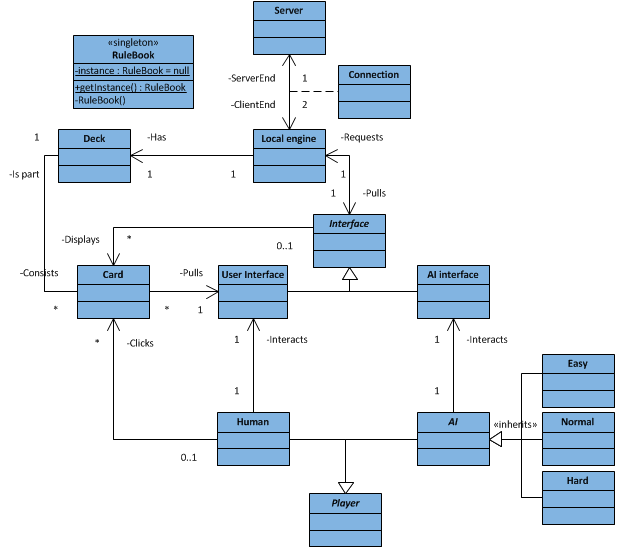 Server
«singleton»
RuleBook
-instance : RuleBook = null
+getInstance() : RuleBook
-RuleBook()
-ServerEnd
1
Connection
-ClientEnd
2
1
Deck
-Has
Local engine
-Requests
-Is part
1
1
1
1
-Pulls
Interface
-Displays
*
0..1
-Consists
Card
-Pulls
User Interface
AI interface
*
*
1
*
-Clicks
1
-Interacts
1
-Interacts
Easy
1
1
Human
AI
«inherits»
Normal
0..1
Hard
Player